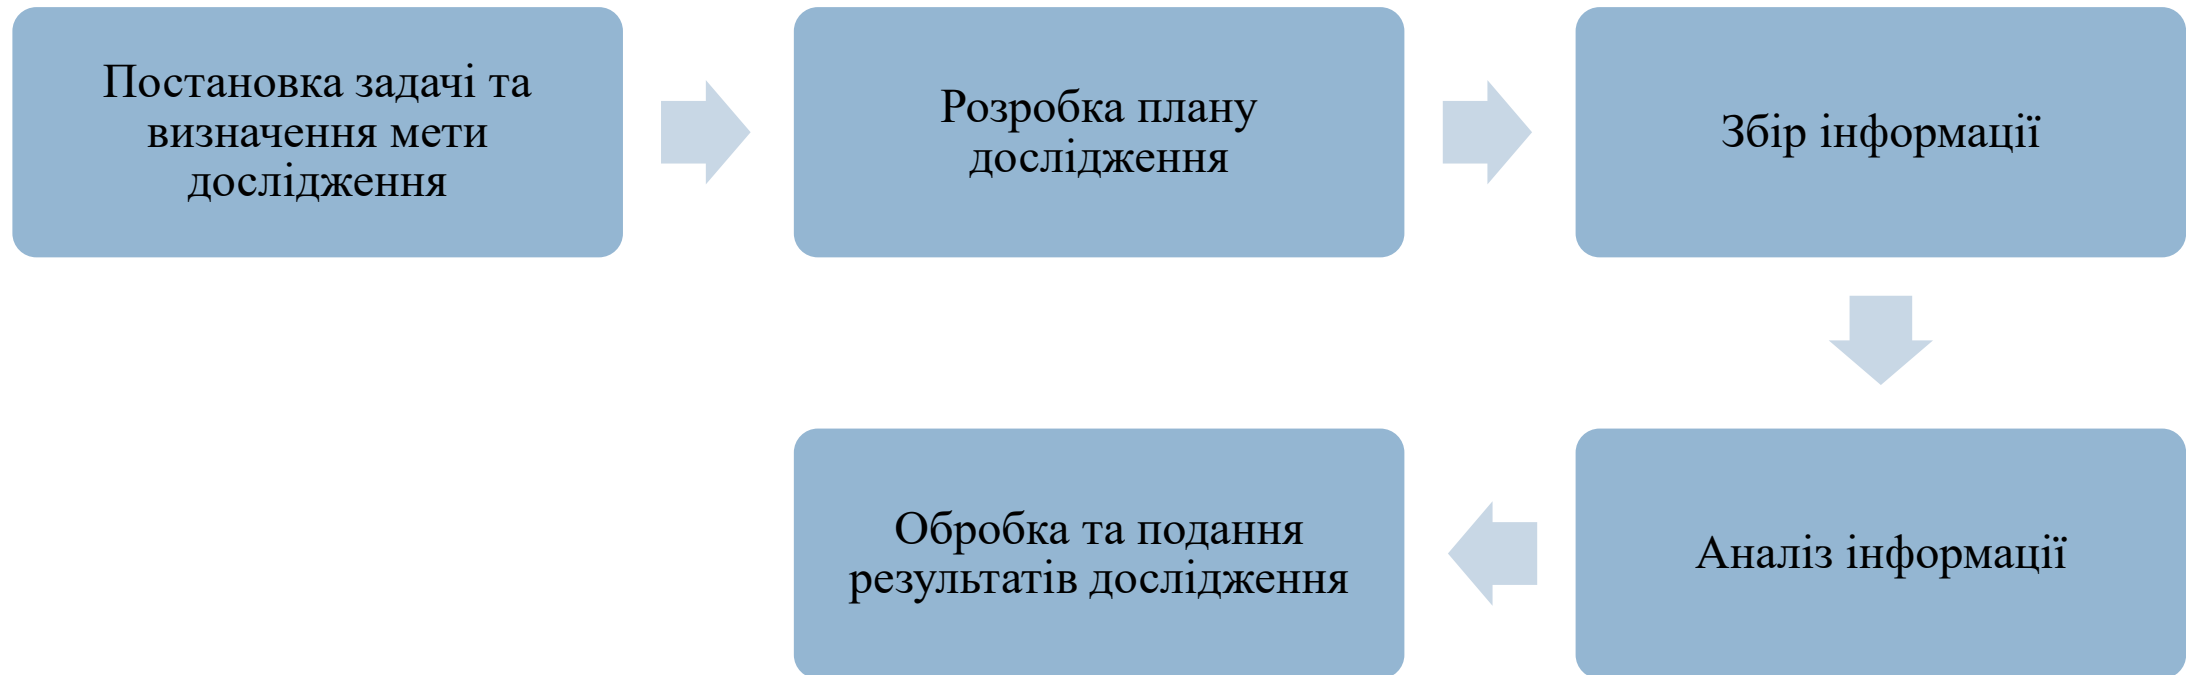 Постановка задачі та
визначення мети
дослідження
Розробка плану
дослідження
Збір інформації
Аналіз інформації
Обробка та подання
результатів дослідження